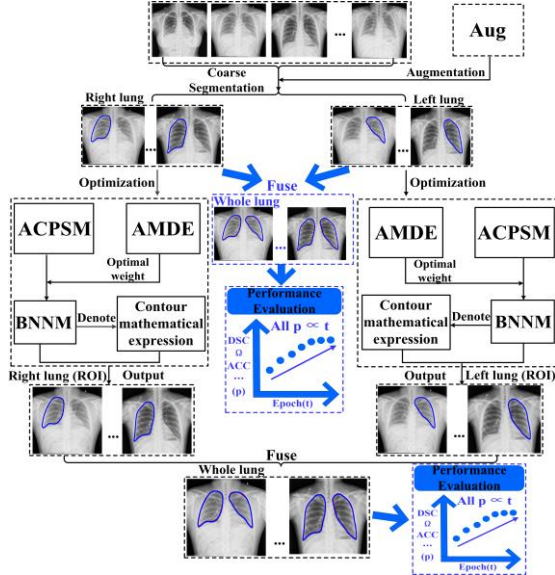 ...
Aug
Coarse
Segmentation
Augmentation
Right lung
Left lung
...
...
Optimization
Fuse
Optimization
Whole lung
...
ACPSM
AMDE
Optimal
weight
BNNM
Denote
Contour
mathematical
expression
Performance
Evaluation
All p ∝ t
DSC
Ω
ACC
...
(p)
Epoch(t)
AMDE
ACPSM
Optimal
weight
Contour
mathematical
expression
Denote
BNNM
Right lung (ROI)
Output
Output
Left lung (ROI)
...
...
Fuse
Whole lung
...
Performance
Evaluation
All p ∝ t
DSC
Ω
ACC
...
(p)
Epoch(t)